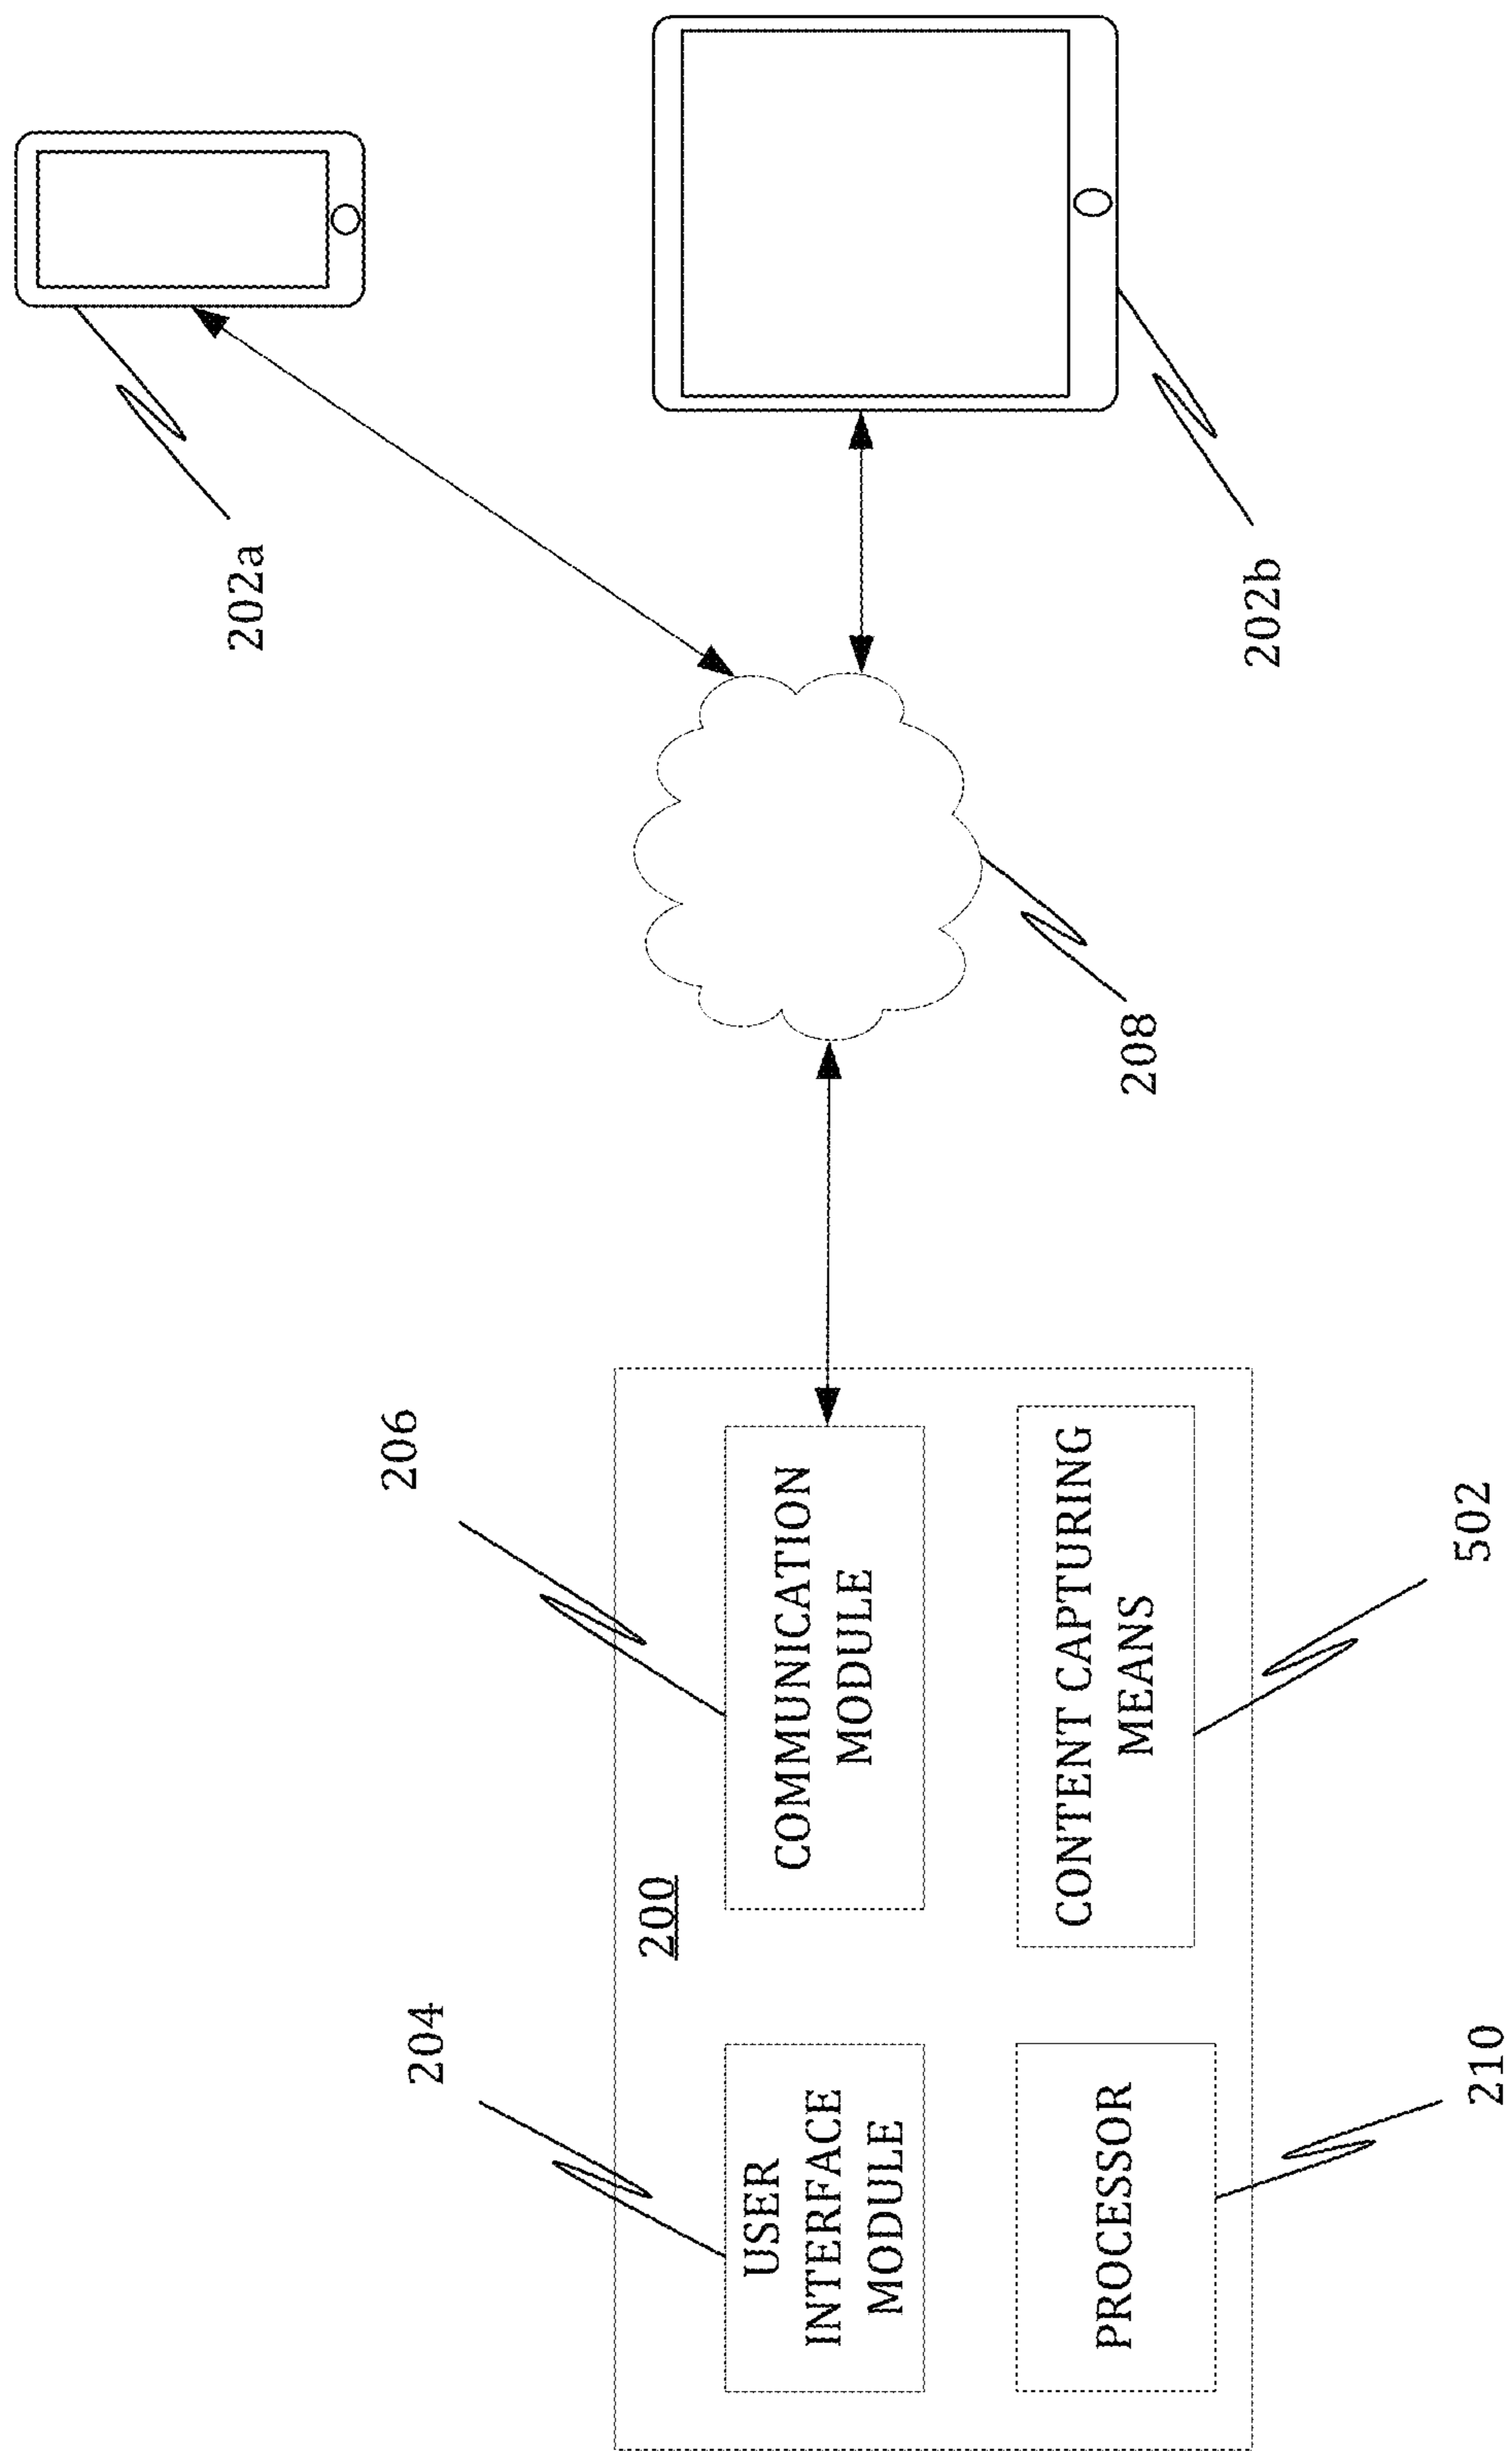 202a
202b
208
206
204
200
USER
INTERFACE
MODULE
COMMUNICATION
MODULE
PROCESSOR
CONTENT CAPTURING
MEANS
210
502